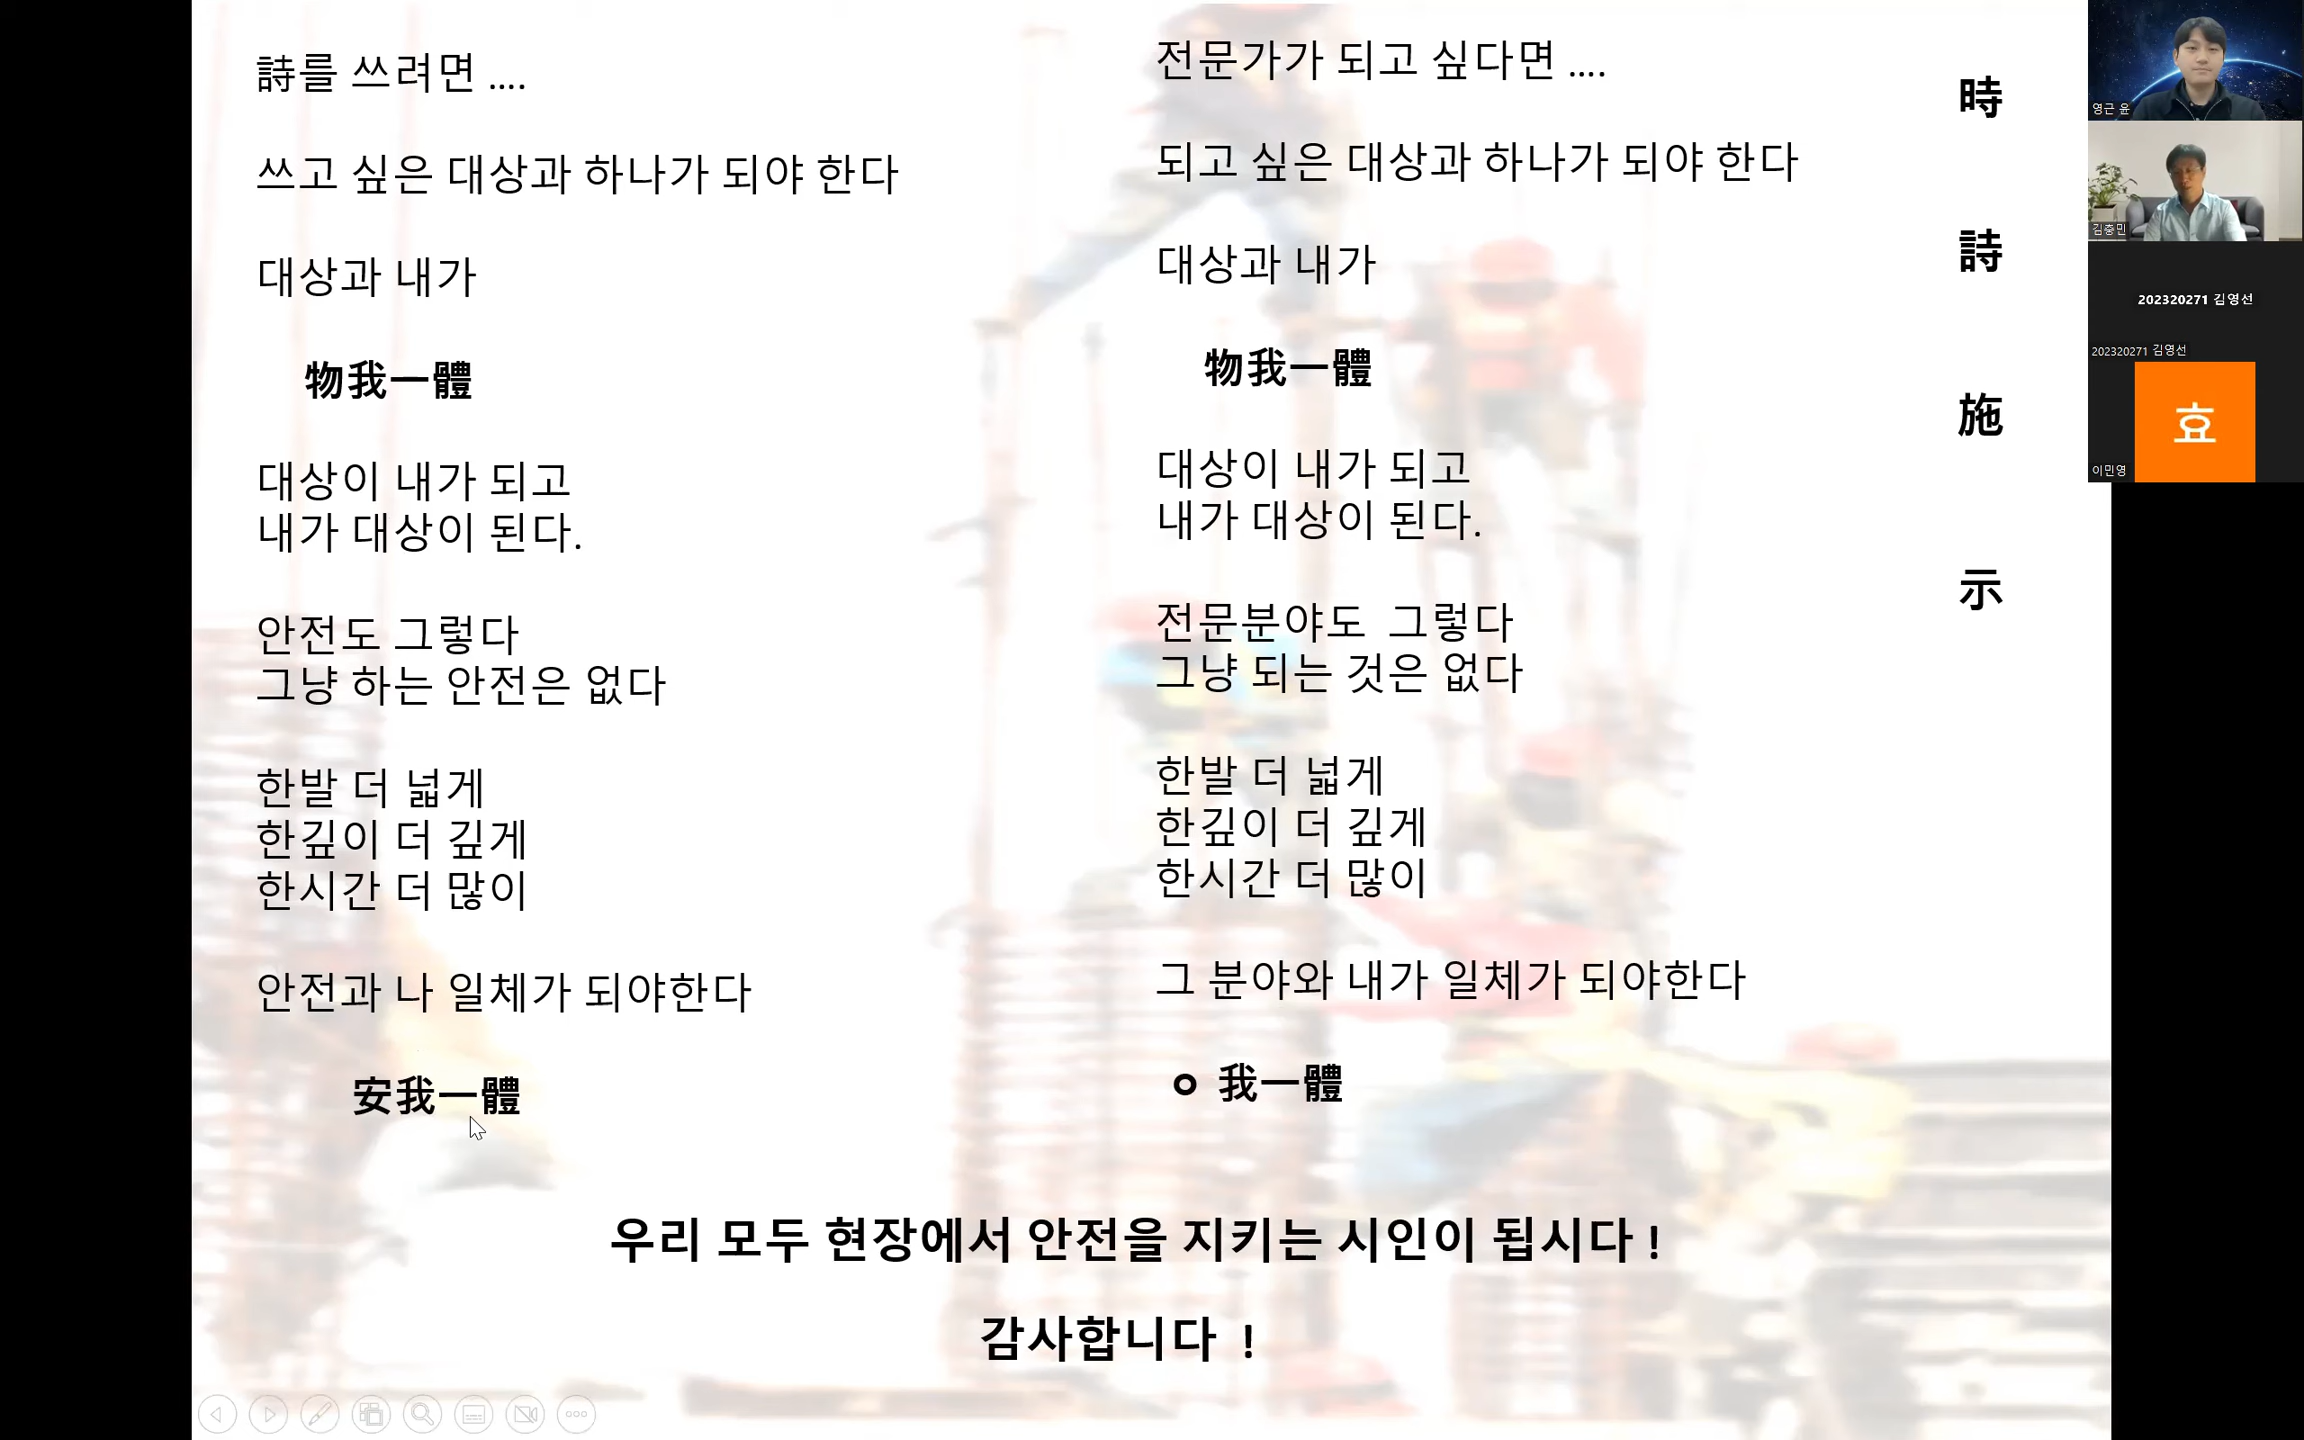 詩를 쓰려면 ....
쓰고 싶은 대상과 하나가 되야 한다
대상과 내가
物我一體
대상이 내가 되고
내가 대상이 된다.
안전도 그렇다
그냥 하는 안전은 없다
한발 더 넓게
한깊이 더 깊게
한시간 더 많이
안전과 나 일체가 되야한다
安我一體
전문가가 되고 싶다면 ....
되고 싶은 대상과 하나가 되야 한다
대상과 내가
物我一體
대상이 내가 되고
내가 대상이 된다.
전문분야도 그렇다
그냥 되는 것은 없다
한발 더 넓게
한깊이 더 깊게
한시간 더 많이
그 분야와 내가 일체가 되야한다
ㅇ 我一體
時
詩
施
示
우리 모두 현장에서 안전을 지키는 시인이 됩시다 !
감사합니다 !
영근 윤
김충민
202320271 김영선
202320271 김영선
효
이민영